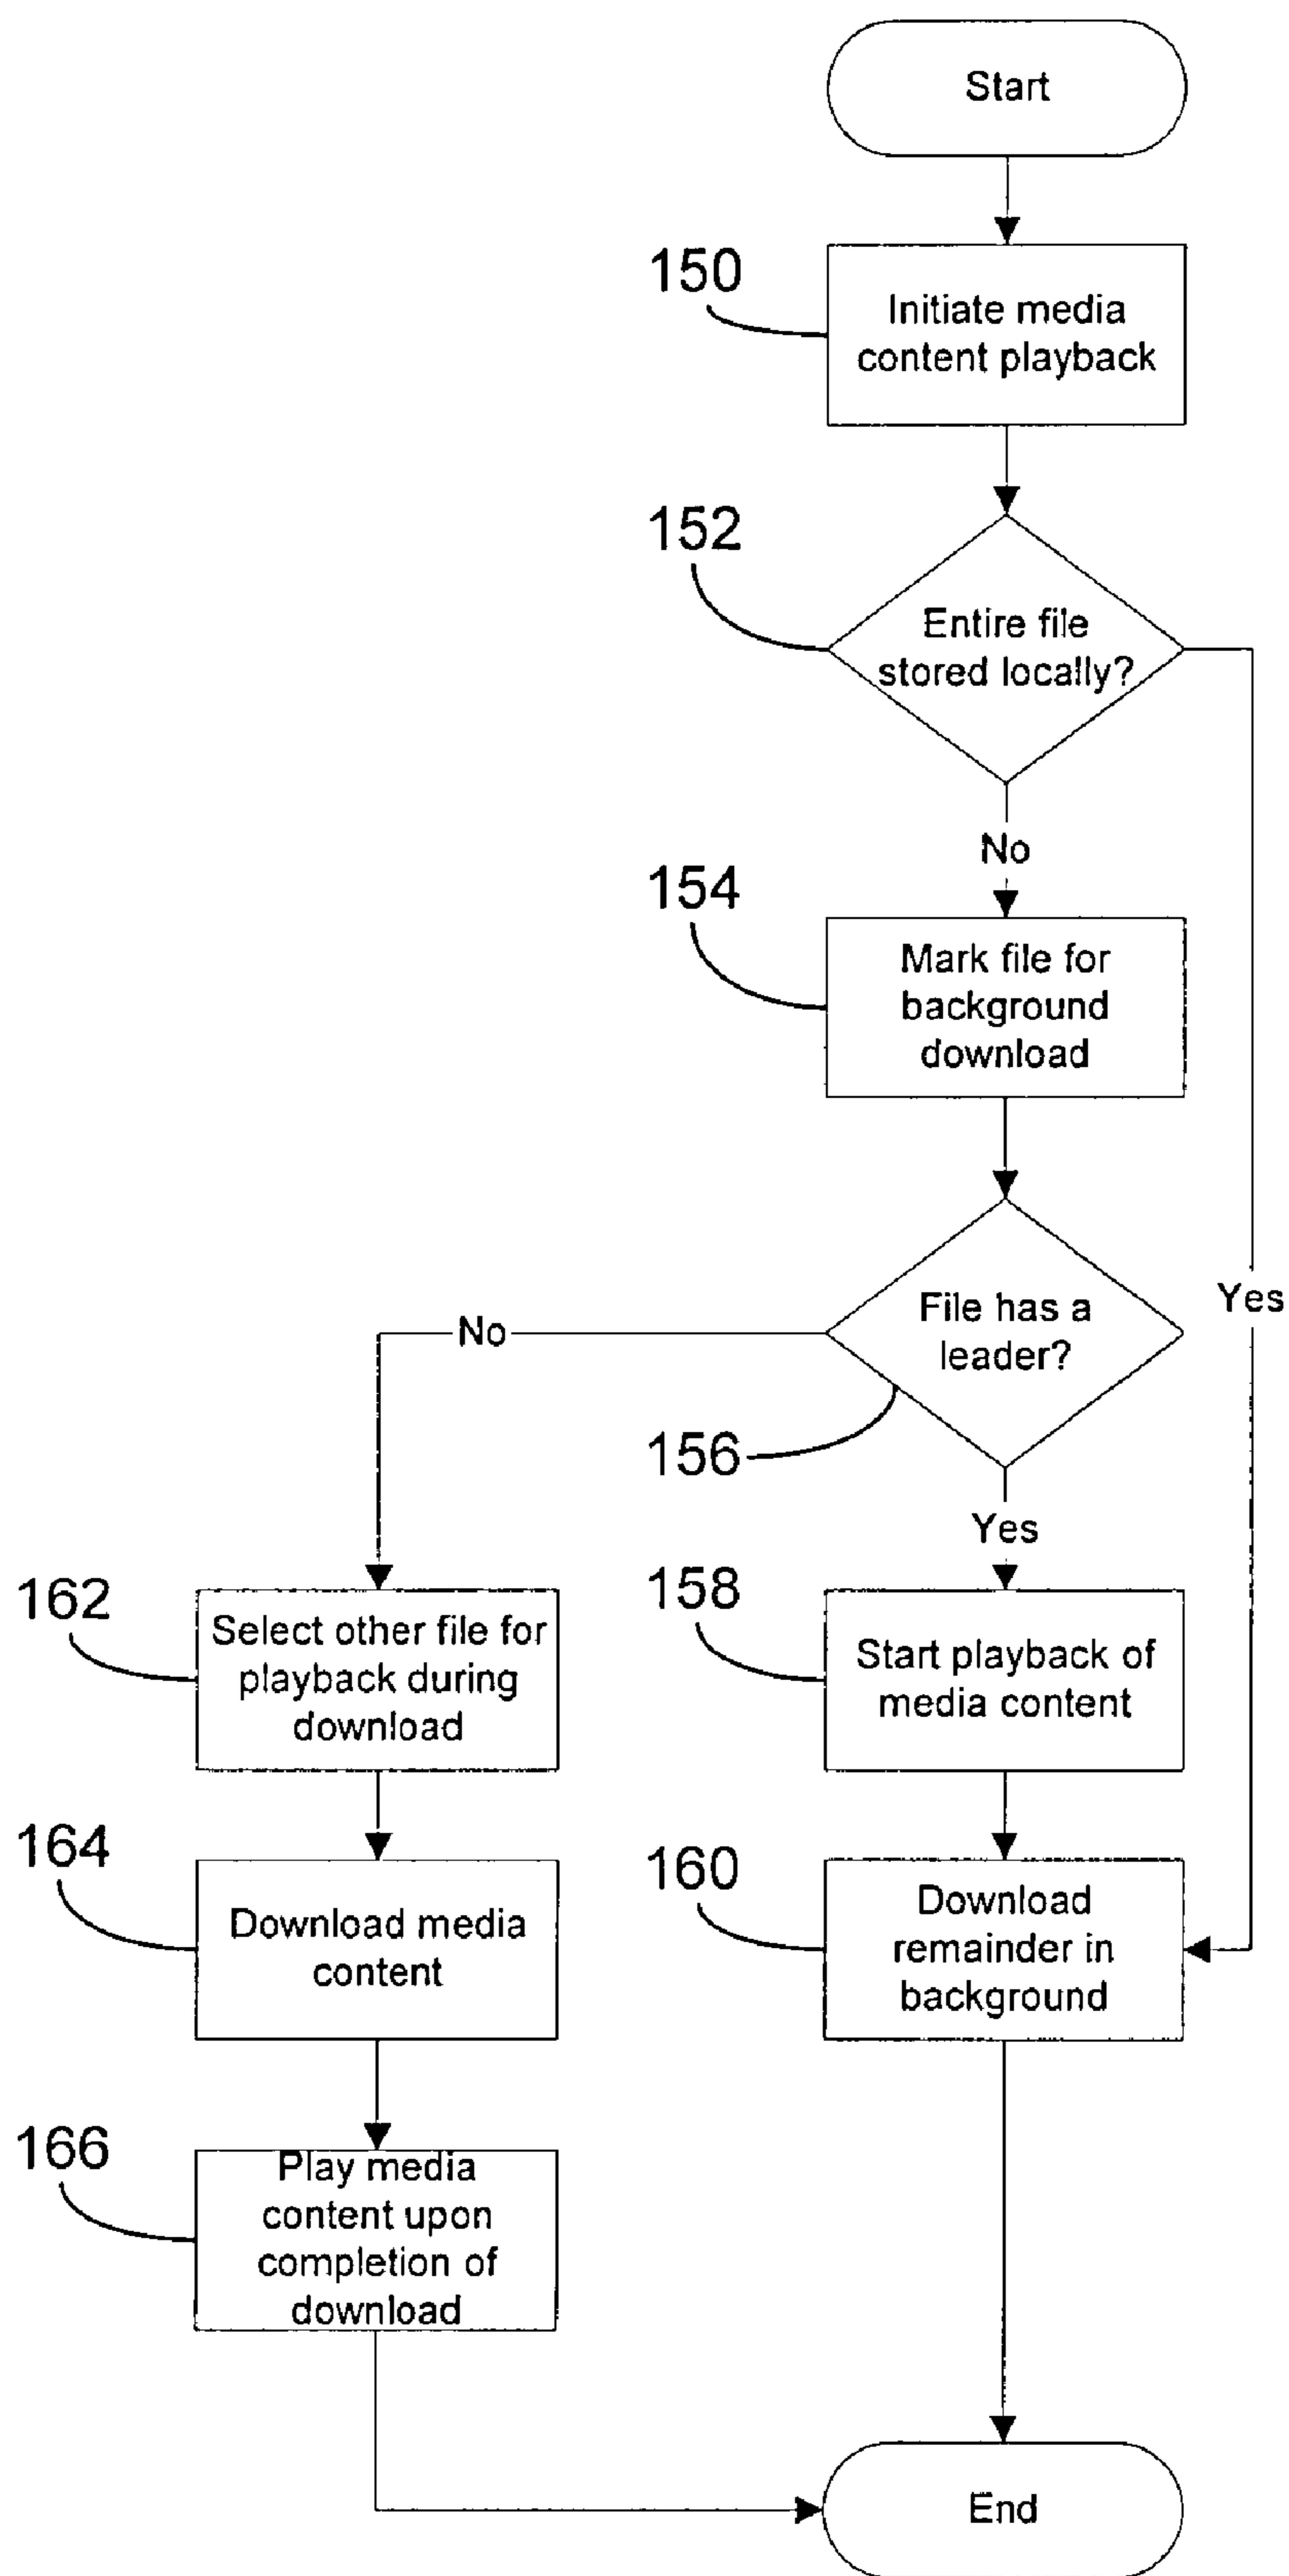 Start
150
Initiate media
content playback
152
Entire file
stored locally?
No
154
Mark file for
background
download
File has a
leader?
Yes
No
156
Yes
162
Select other file for
playback during
download
158
Start playback of
media content
164
Download media
content
160
Download
remainder in
background
166
Play media
content upon
completion of
download
End